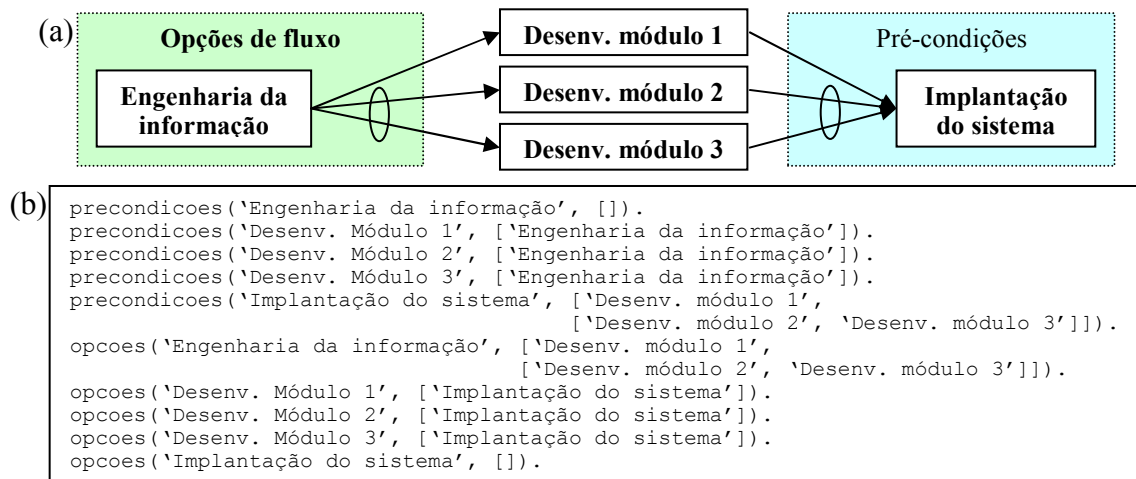 (a)
Opções de fluxo
Engenharia da
informação
Desenv. módulo 1
Desenv. módulo 2
Desenv. módulo 3
Pré-condições
Implantação
do sistema
(b)
precondicoes(‘Engenharia da informação’, []).
precondicoes(‘Desenv. Módulo 1’, [‘Engenharia da informação’]).
precondicoes(‘Desenv. Módulo 2’, [‘Engenharia da informação’]).
precondicoes(‘Desenv. Módulo 3’, [‘Engenharia da informação’]).
precondicoes(‘Implantação do sistema’, [‘Desenv. módulo 1’,
[‘Desenv. módulo 2’, ‘Desenv. módulo 3’]]).
opcoes(‘Engenharia da informação’, [‘Desenv. módulo 1’,
[‘Desenv. módulo 2’, ‘Desenv. módulo 3’]]).
opcoes(‘Desenv. Módulo 1’, [‘Implantação do sistema’]).
opcoes(‘Desenv. Módulo 2’, [‘Implantação do sistema’]).
opcoes(‘Desenv. Módulo 3’, [‘Implantação do sistema’]).
opcoes(‘Implantação do sistema’, []).